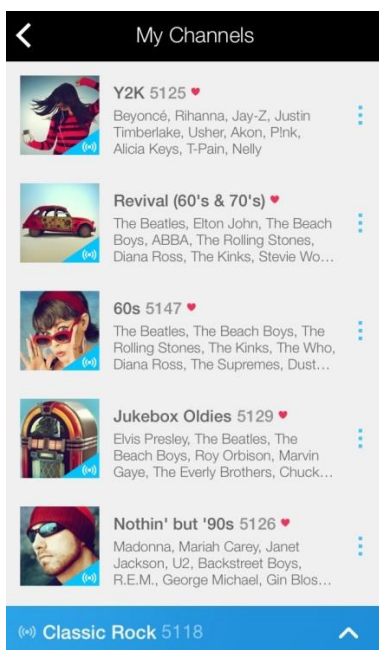 My Channels
Y2K 5125
Beyoncé, Rihanna, Jay-Z, Justin
Timberlake, Usher, Akon, P!nk,
Alicia Keys, T-Pain, Nelly
Revival (60's & 70's)
The Beatles, Elton John, The Beach
Boys, ABBA, The Rolling Stones,
Diana Ross, The Kinks, Stevie Wo...
60s 5147
The Beatles, The Beach Boys, The
Rolling Stones, The Kinks, The Who,
Diana Ross, The Supremes, Dust...
Jukebox Oldies 5129
Elvis Presley, The Beatles, The
Beach Boys, Roy Orbison, Marvin
Gaye, The Everly Brothers, Chuck...
Nothin' but '90s 5126
Madonna, Mariah Carey, Janet
Jackson, U2, Backstreet Boys,
R.E.M., George Michael, Gin Blos...
Classic Rock 5118